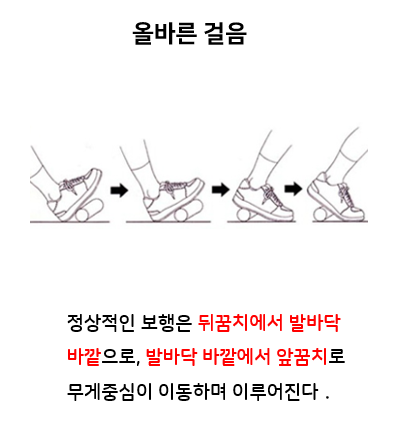 올바른 걸음
정상적인 보행은 뒤꿈치에서 발바닥
바깥으로, 발바닥 바깥에서 앞꿈치로
무게중심이 이동하며 이루어진다 .